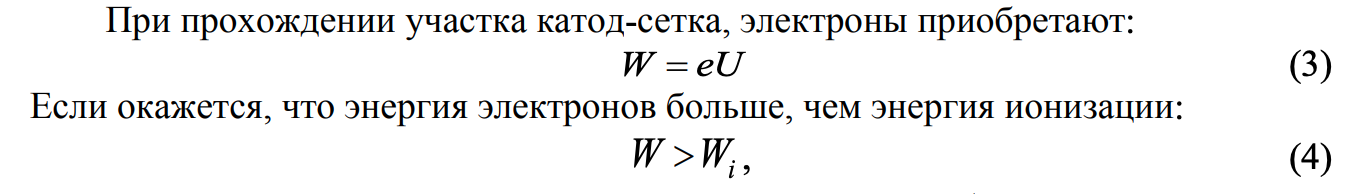 При прохождении участка катод-сетка, электроны приобретают:
W = eU (3)
Если окажется, что энергия электронов больше, чем энергия ионизации:
W > Wᵢ, (4)